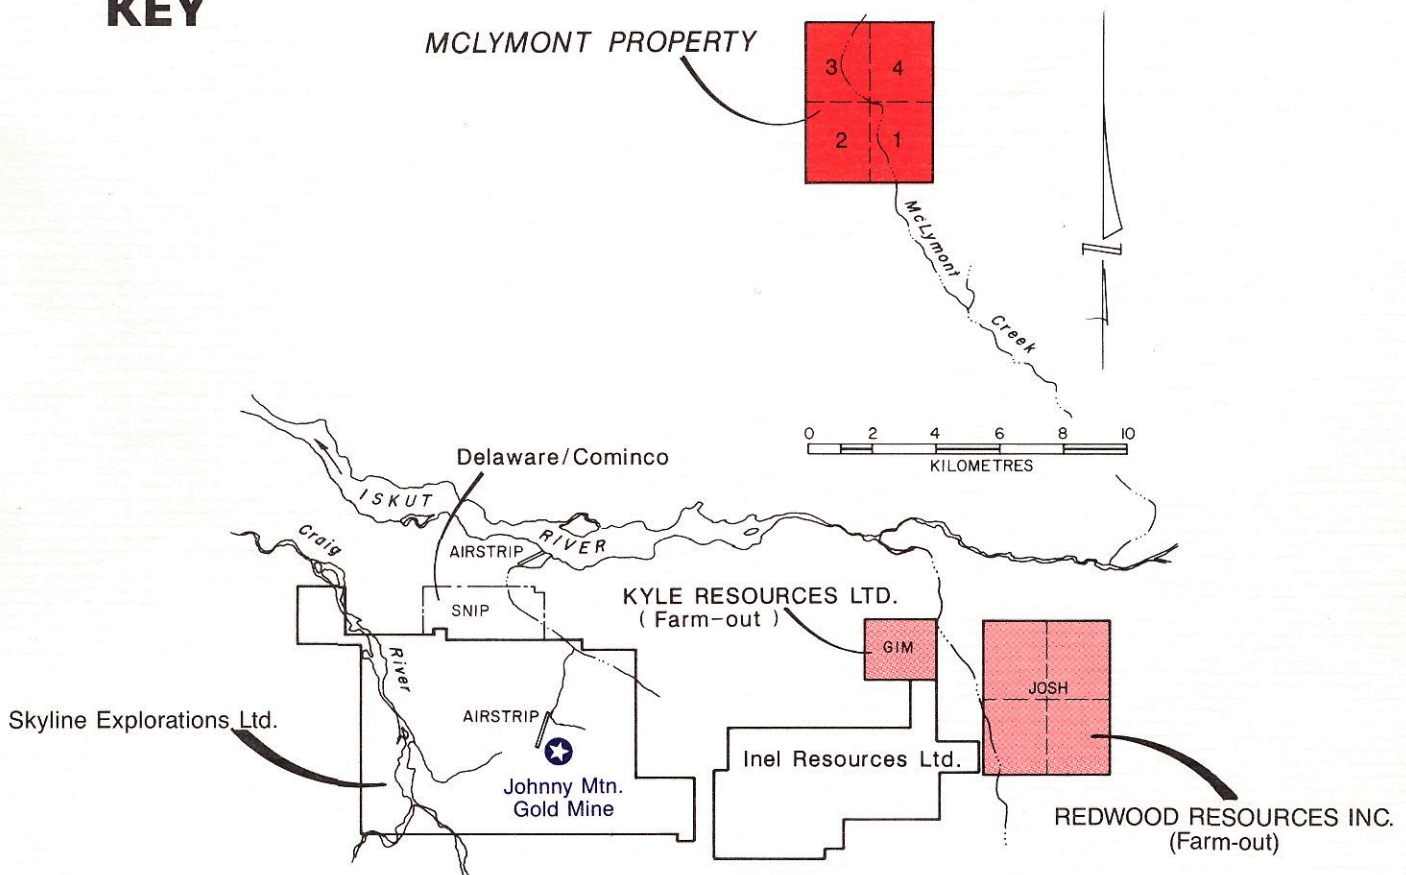 KEY
MCLYMONT PROPERTY
3
4
2
1
McLymont
Creek
0 2 4 6 8 10
KILOMETRES
Delaware/Cominco
ISKUT
RIVER
Craig
River
AIRSTRIP
SNIP
KYLE RESOURCES LTD.
( Farm-out )
GIM
JOSH
Skyline Explorations Ltd.
AIRSTRIP
Johnny Mtn.
Gold Mine
Inel Resources Ltd.
REDWOOD RESOURCES INC.
(Farm-out)